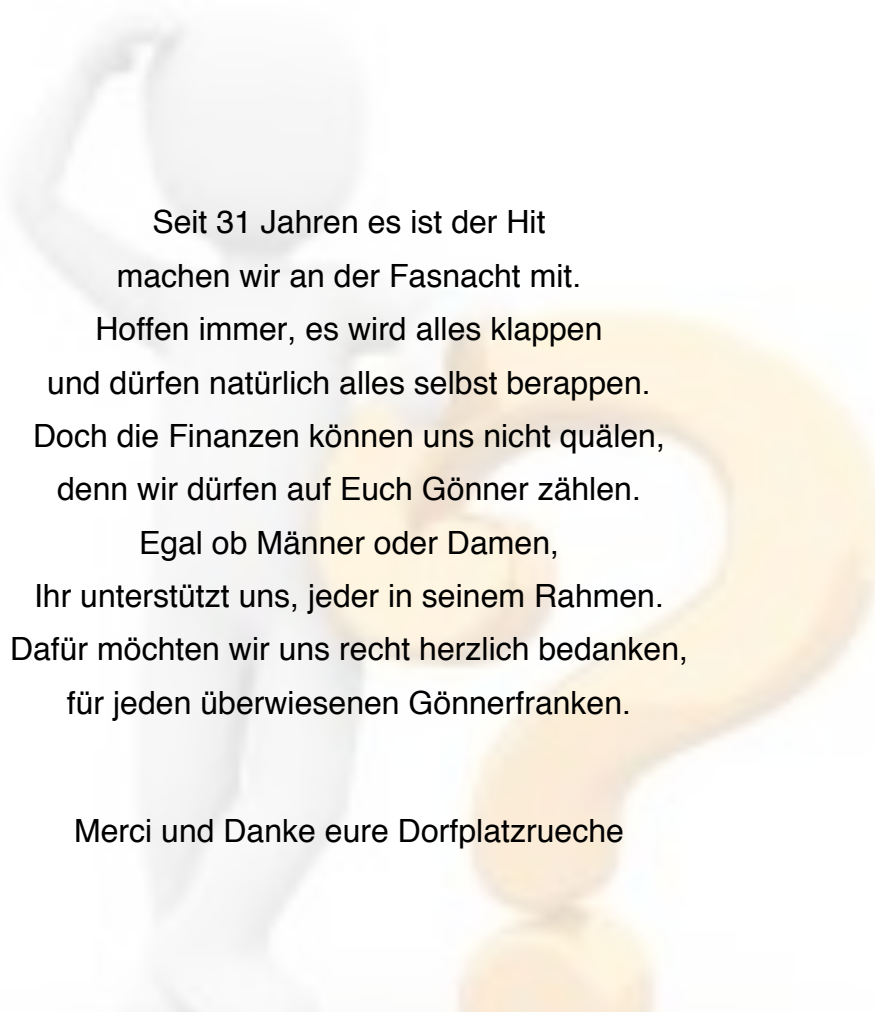 Seit 31 Jahren es ist der Hit
machen wir an der Fasnacht mit.
Hoffen immer, es wird alles klappen
und dürfen natürlich alles selbst berappen.
Doch die Finanzen können uns nicht quälen,
denn wir dürfen auf Euch Gönner zählen.
Egal ob Männer oder Damen,
Ihr unterstützt uns, jeder in seinem Rahmen.
Dafür möchten wir uns recht herzlich bedanken,
für jeden überwiesenen Gönnerfranken.
Merci und Danke eure Dorfplatzrueche